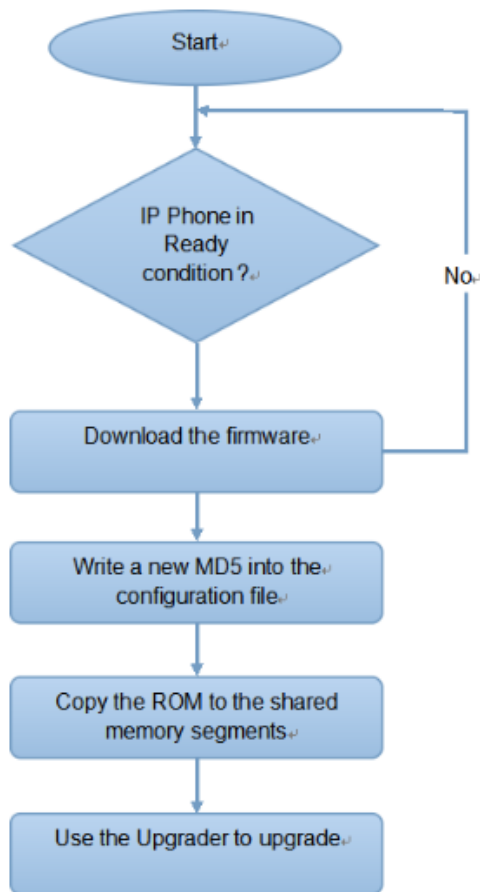 Start
IP Phone in
Ready
condition ?
No
Download the firmware
Write a new MD5 into the
configuration file
Copy the ROM to the shared
memory segments
Use the Upgrader to upgrade